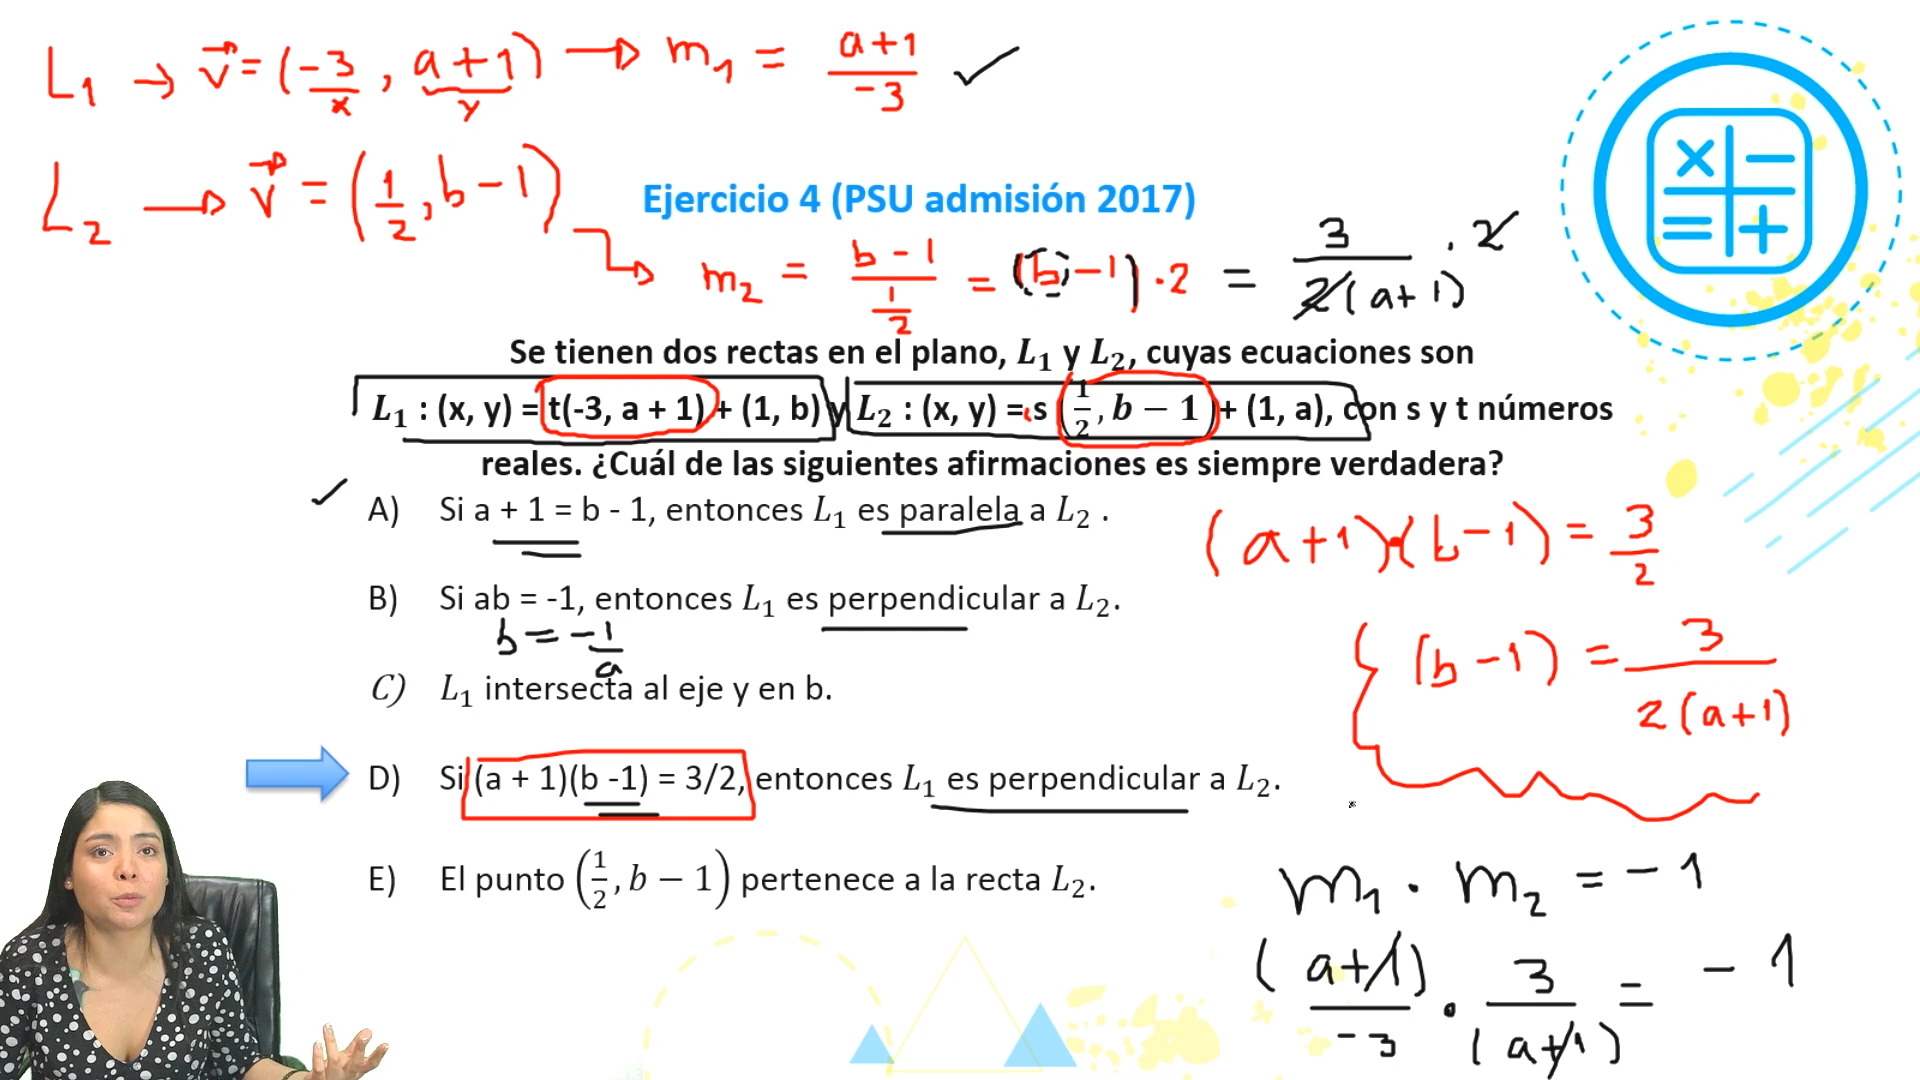 L₁ → v⃗ = (-3, a+1) → m₁ = (a+1)/-3 ✓
x y
L₂ → v⃗ = (1/2, b-1)
Ejercicio 4 (PSU admisión 2017)
→ m₂ = (b-1)/(1/2) = (b-1)·2 = 3/(2(a+1)) · 2
Se tienen dos rectas en el plano, L₁ y L₂, cuyas ecuaciones son
L₁ : (x, y) = t(-3, a + 1) + (1, b) y L₂ : (x, y) = s (1/2, b − 1) + (1, a), con s y t números
reales. ¿Cuál de las siguientes afirmaciones es siempre verdadera?
✓ A) Si a + 1 = b - 1, entonces L₁ es paralela a L₂ .
(a+1)·(b-1) = 3/2
B) Si ab = -1, entonces L₁ es perpendicular a L₂.
b = -1/a
(b-1) = 3/(2(a+1))
C) L₁ intersecta al eje y en b.
D) Si (a + 1)(b -1) = 3/2, entonces L₁ es perpendicular a L₂.
E) El punto (1/2, b − 1) pertenece a la recta L₂.
m₁ · m₂ = -1
(a+1)/-3 · 3/(a+1) = -1